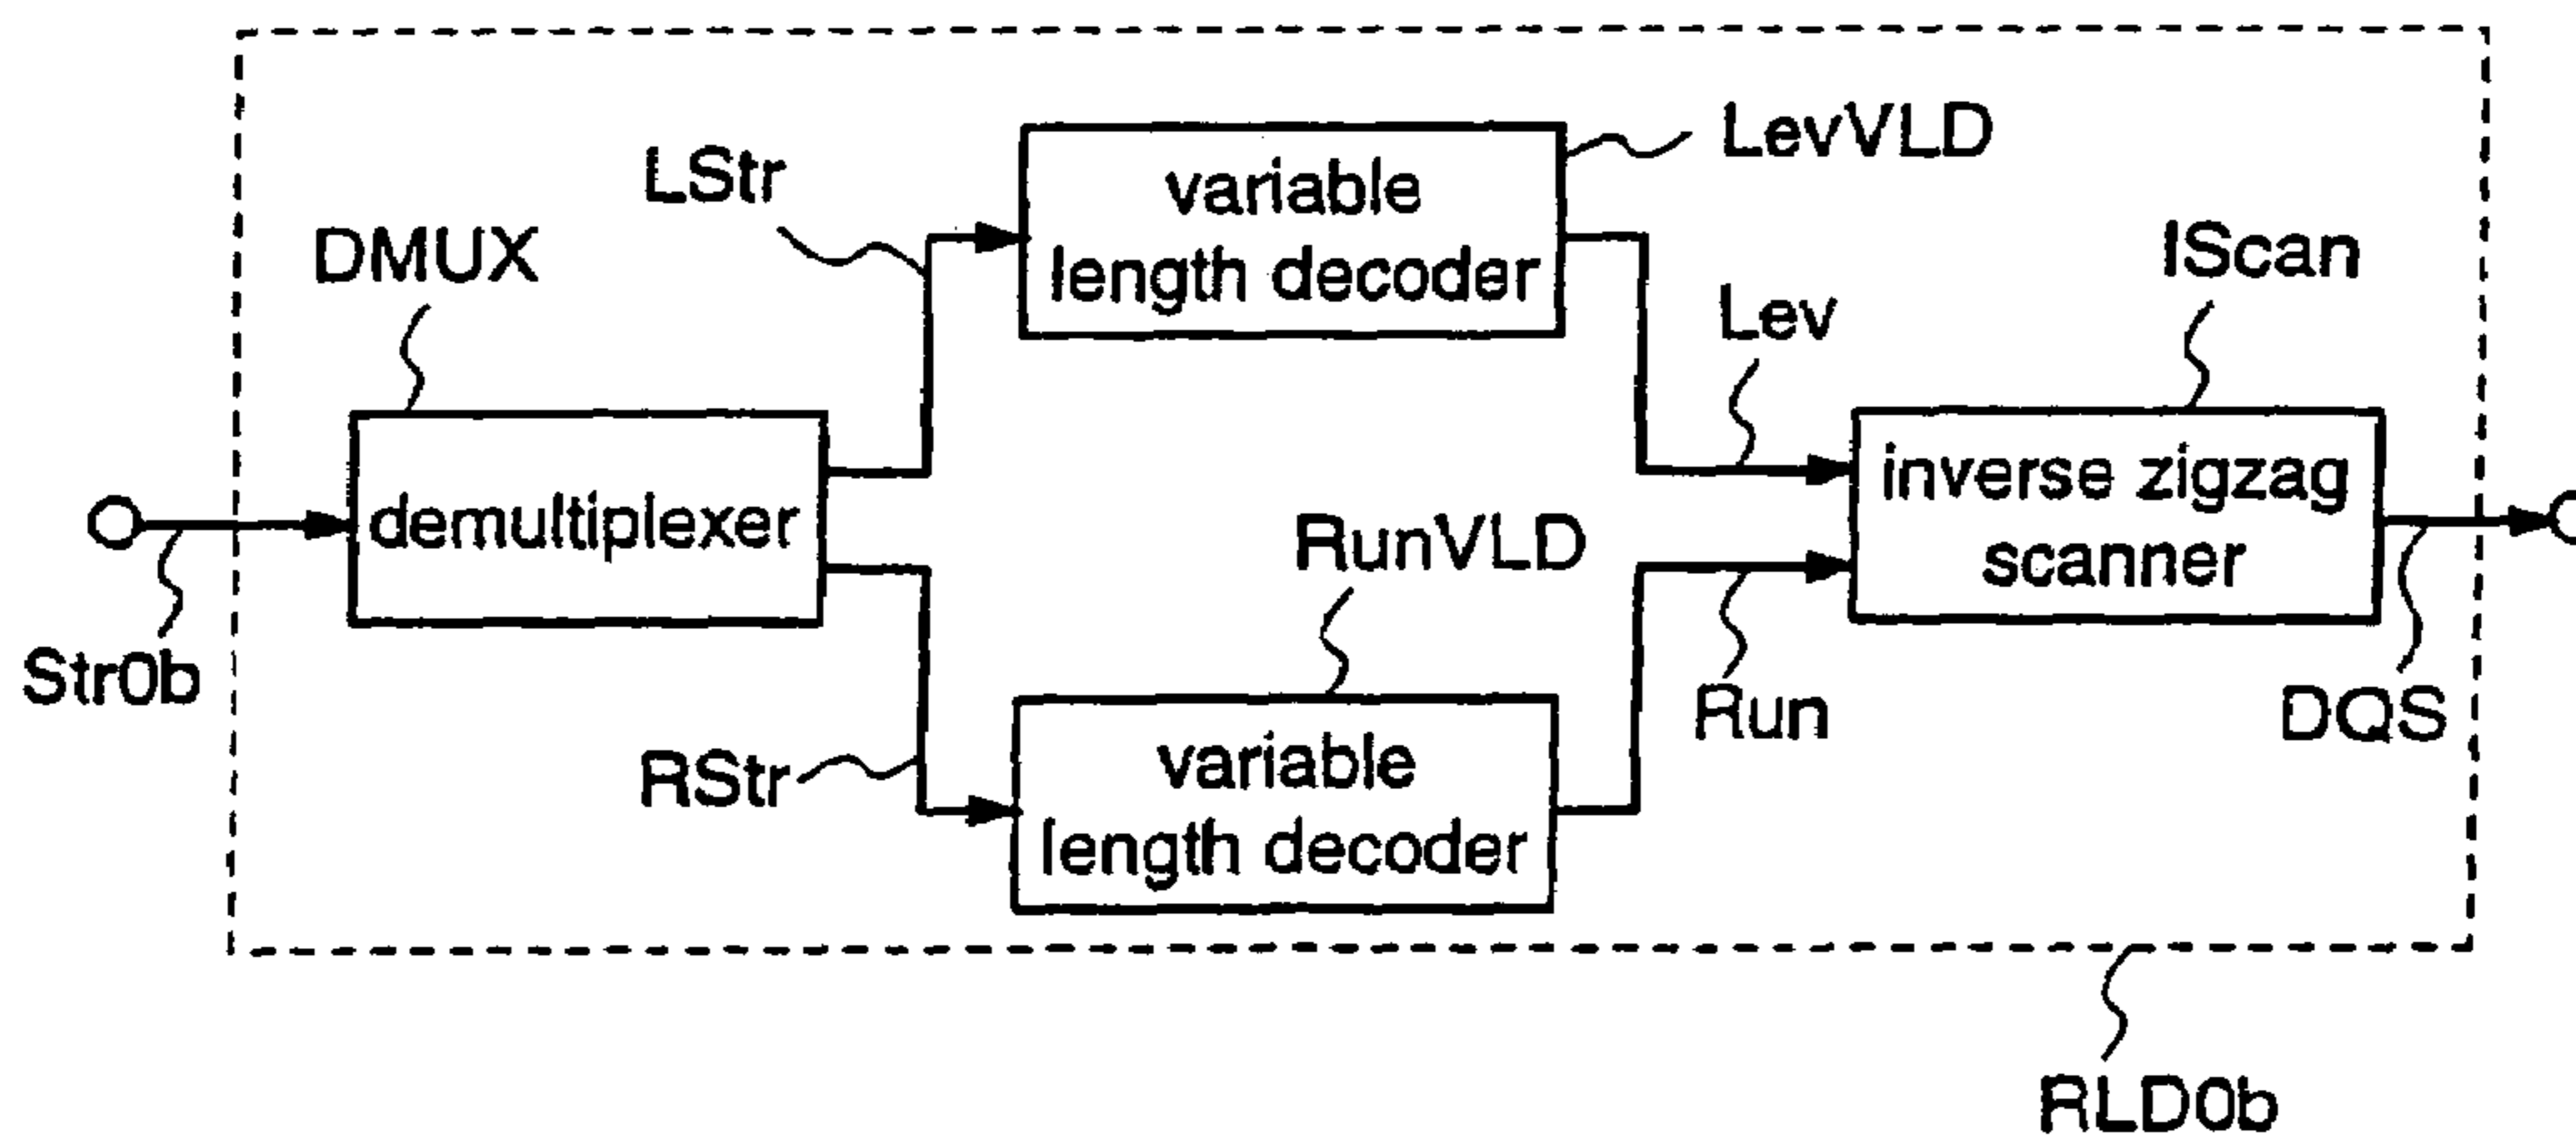 LevVLD
variable
length decoder
LStr
DMUX
IScan
Lev
demultiplexer
inverse zigzag
scanner
Str0b
RunVLD
Run
DQS
RStr
variable
length decoder
RLD0b